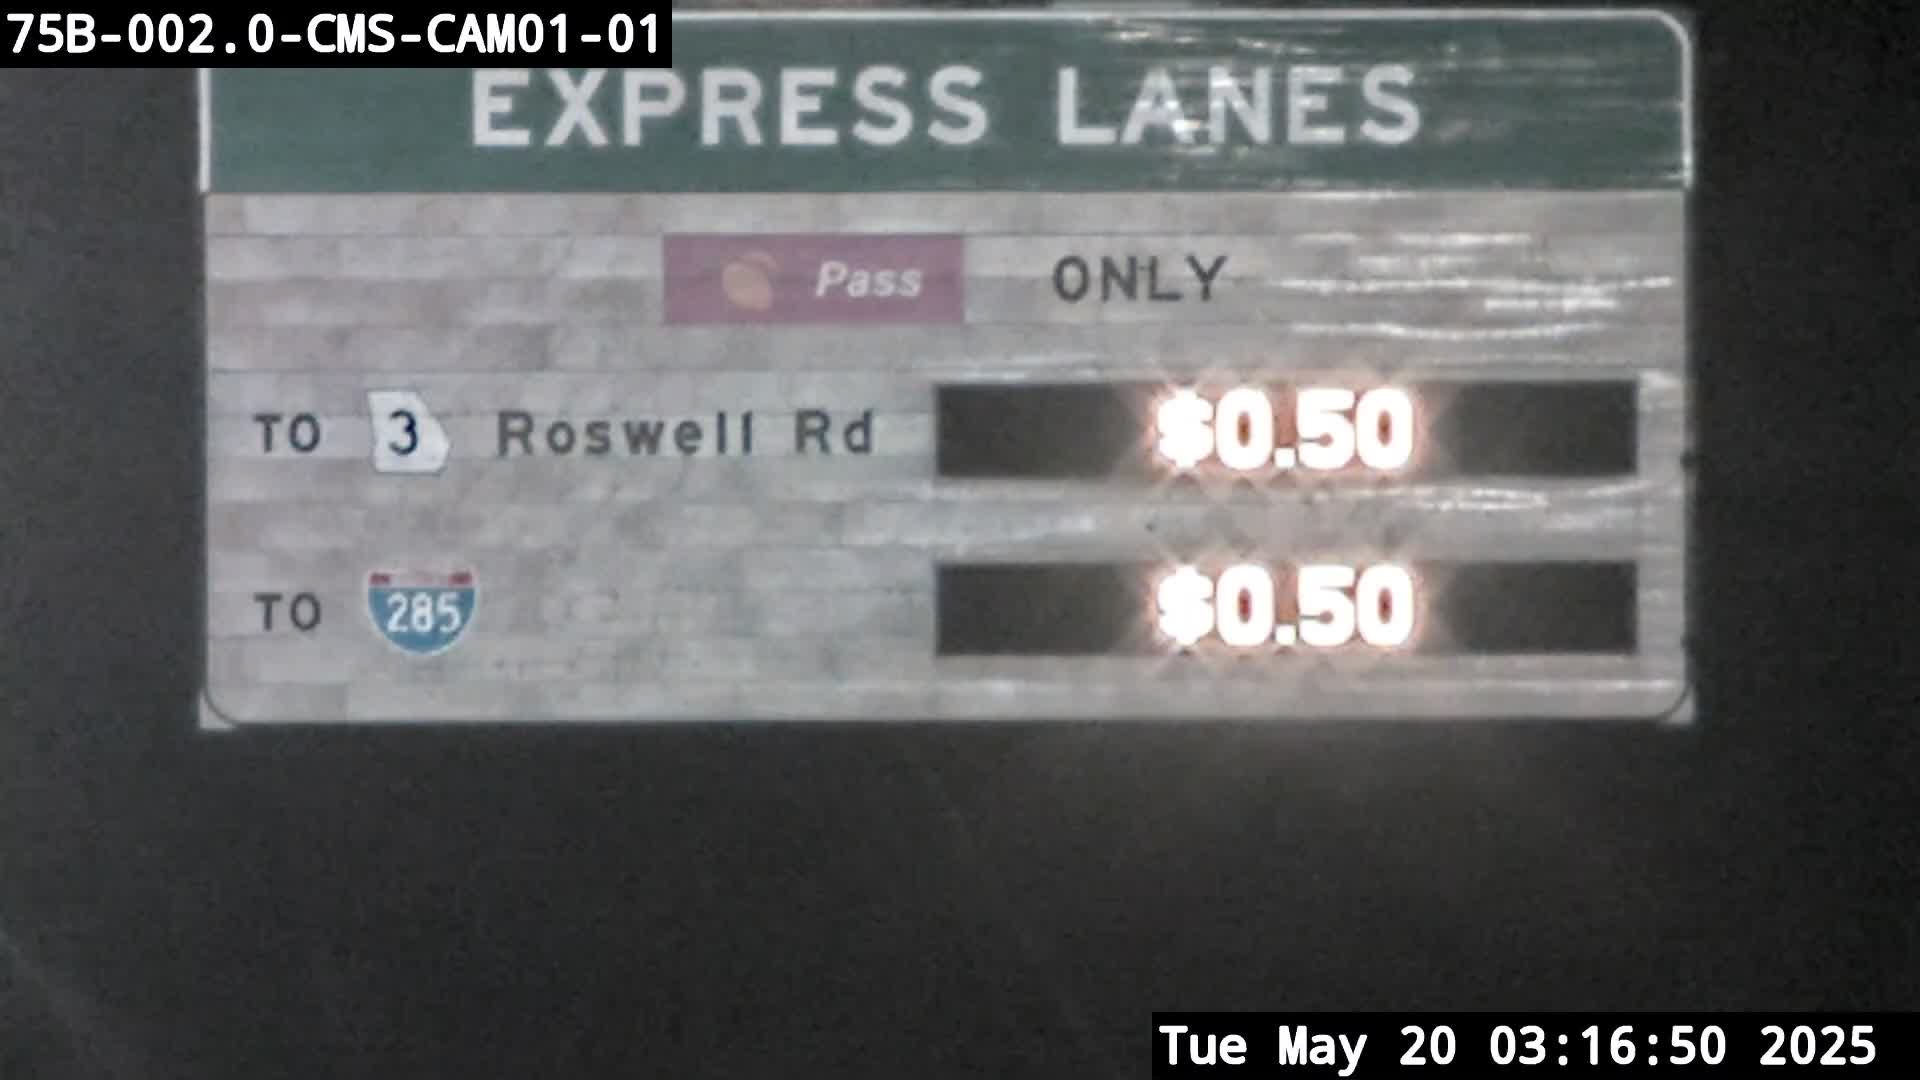 75B-002.0-CMS-CAM01-01
EXPRESS LANES
Pass ONLY
TO 3 Roswell Rd $0.50
TO 285 $0.50
Tue May 20 03:16:50 2025